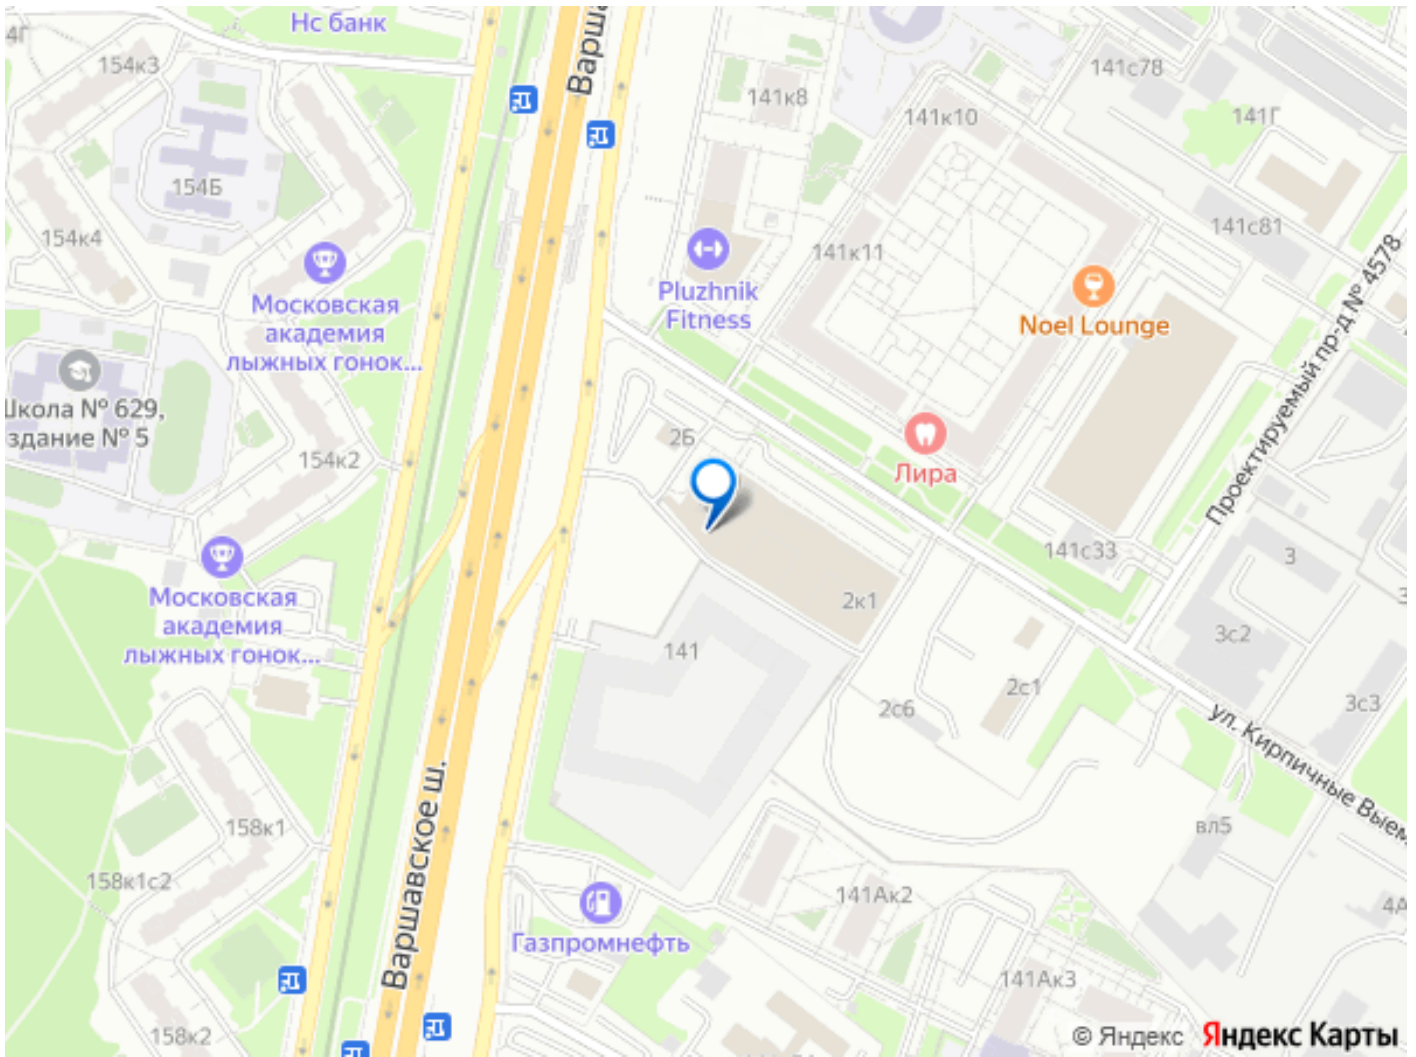 Нс банк
4Г
154к3
Варша
141к8
141с78
141к10
141Г
154Б
154к4
141к11
141с81
Московская
академия
лыжных гонок...
Pluzhnik
Fitness
Noel Lounge
Проектируемый пр-д № 4578
Школа № 629,
здание № 5
154к2
2Б
Лира
141с33
3
Московская
академия
лыжных гонок...
2к1
141
3с2
2с1
2с6
3с3
ул. Кирпичные Выем
Варшавское ш.
158к1
вл5
158к1с2
141Ак2
4А
Газпромнефть
141Ак3
158к2
© Яндекс Яндекс Карты